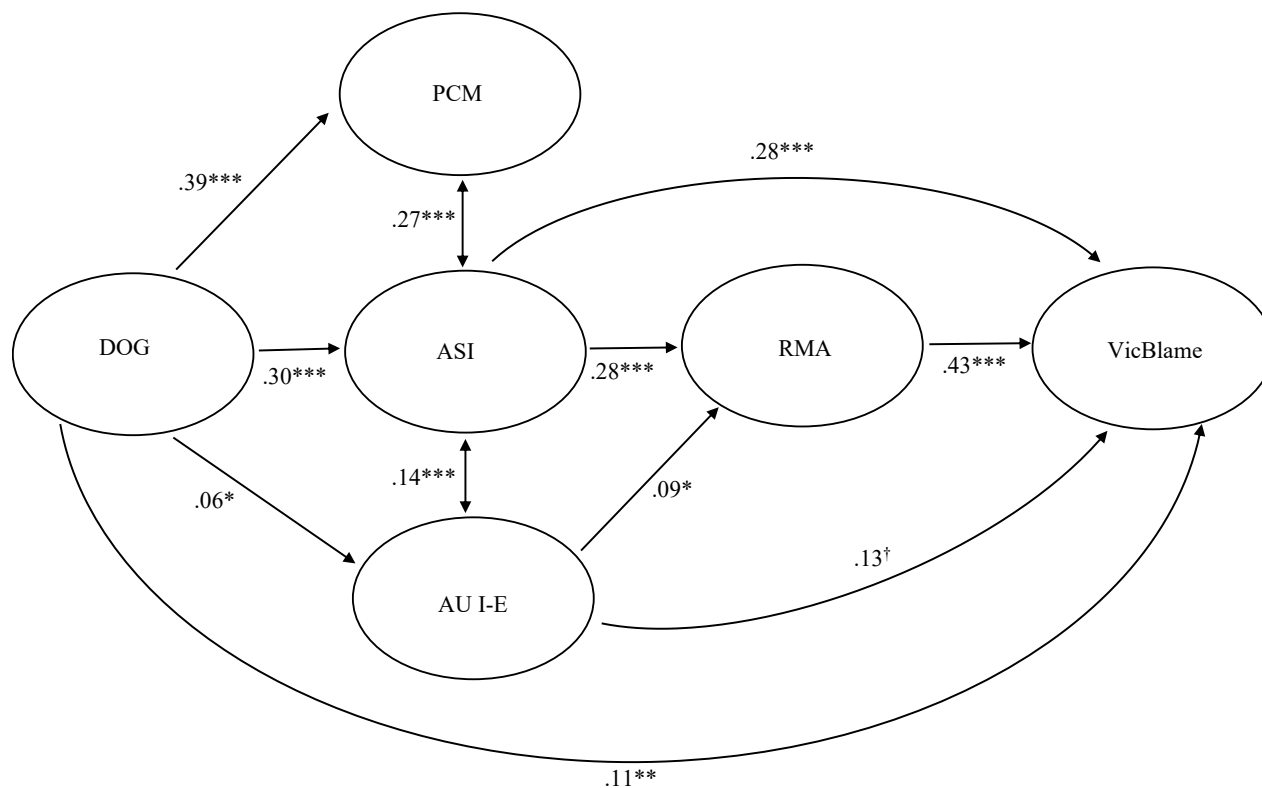 PCM
.28***
.39***
.27***
DOG
ASI
RMA
VicBlame
.30***
.28***
.43***
.14***
.06*
.09*
.13†
AU I-E
.11**